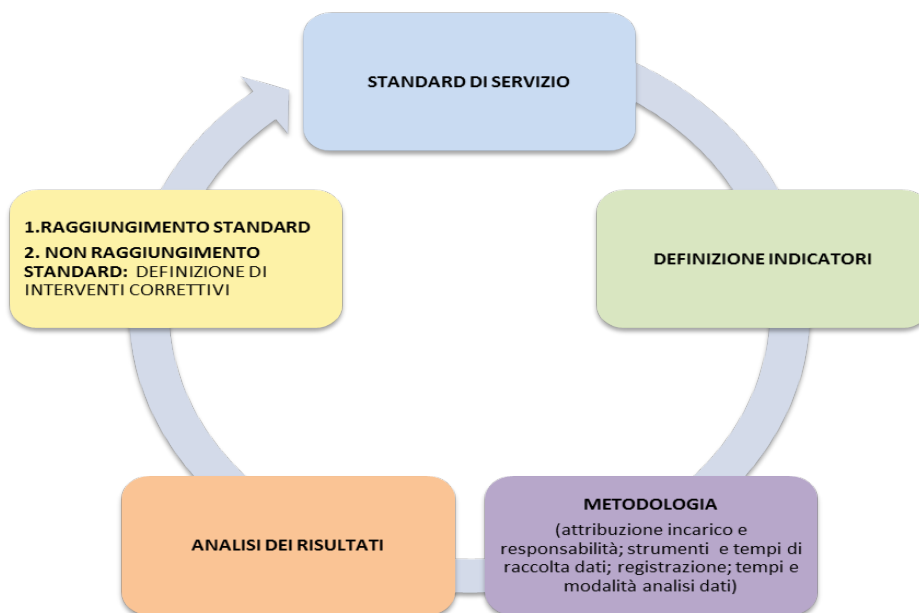 STANDARD DI SERVIZIO
DEFINIZIONE INDICATORI
METODOLOGIA
(attribuzione incarico e
responsabilità; strumenti e tempi di
raccolta dati; registrazione; tempi e
modalità analisi dati)
ANALISI DEI RISULTATI
1.RAGGIUNGIMENTO STANDARD
2. NON RAGGIUNGIMENTO
STANDARD: DEFINIZIONE DI
INTERVENTI CORRETTIVI